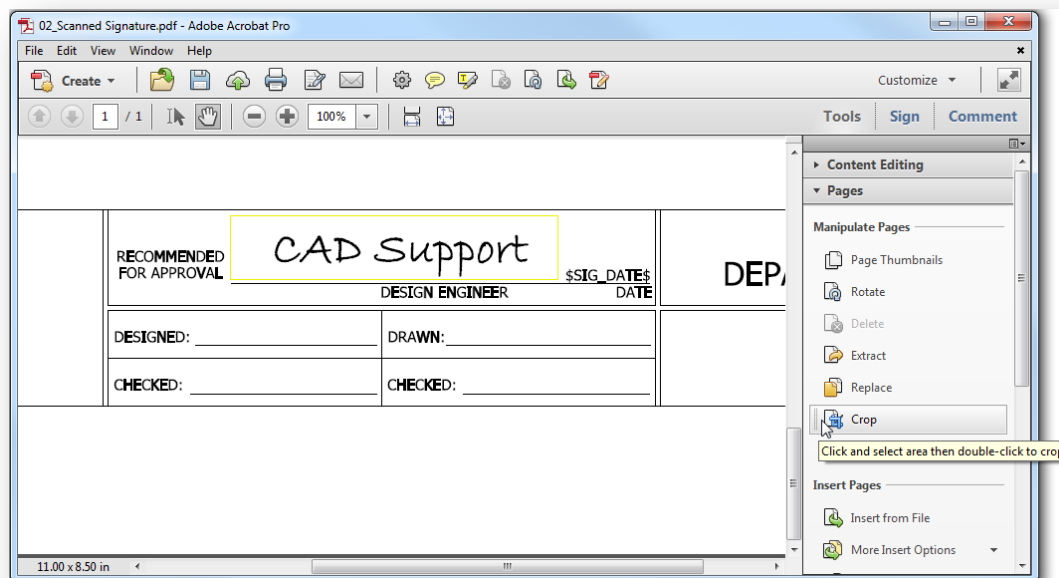 02_Scanned Signature.pdf - Adobe Acrobat Pro
File Edit View Window Help
Create Customize
1 / 1 100% Tools Sign Comment
Content Editing
Pages
Manipulate Pages
Page Thumbnails
Rotate
Delete
Extract
Replace
Crop
Click and select area then double-click to crop
Insert Pages
Insert from File
More Insert Options
RECOMMENDED
FOR APPROVAL
CAD Support
$SIG_DATE$
DESIGN ENGINEER DATE
DEPA
DESIGNED: DRAWN:
CHECKED: CHECKED:
11.00 x 8.50 in